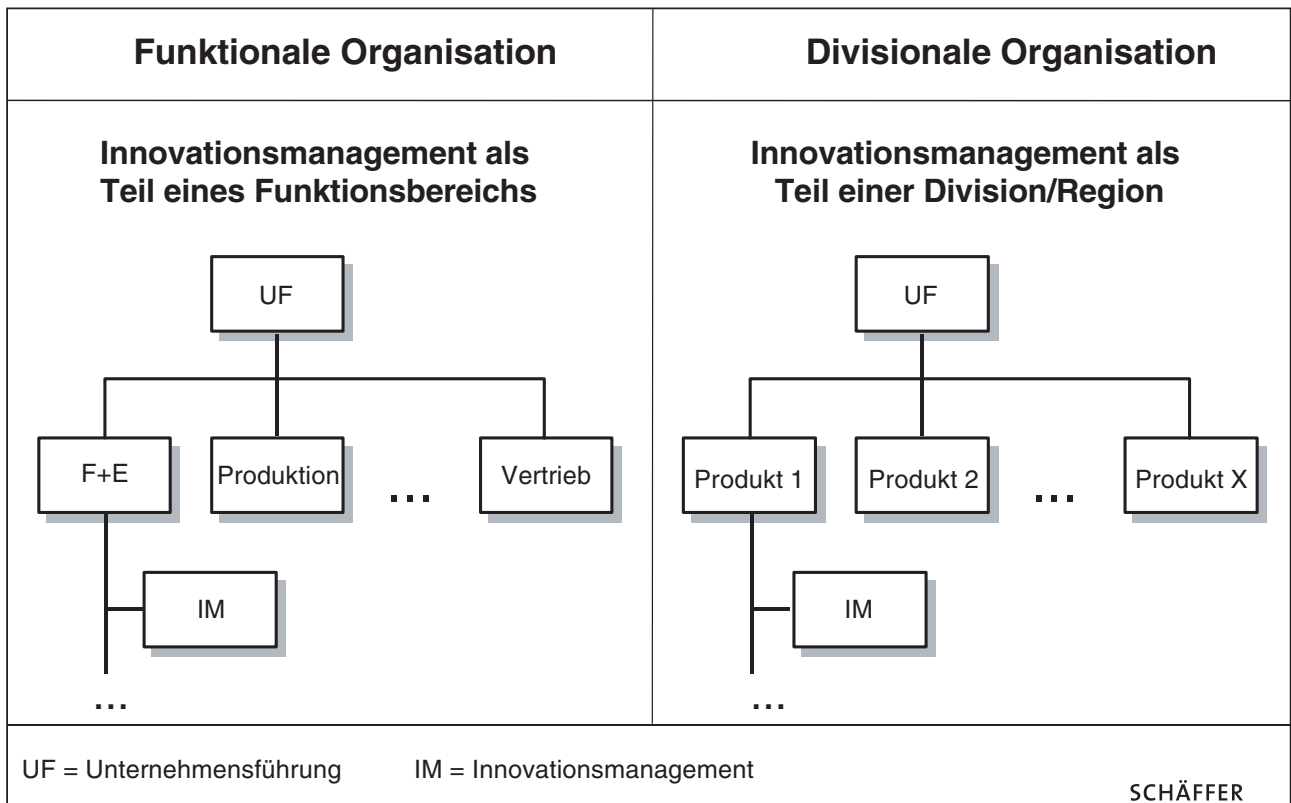 Funktionale Organisation
Divisionale Organisation
Innovationsmanagement als
Teil eines Funktionsbereichs
UF
F+E
Produktion
...
Vertrieb
IM
...
Innovationsmanagement als
Teil einer Division/Region
UF
Produkt 1
Produkt 2
...
Produkt X
IM
...
UF = Unternehmensführung
IM = Innovationsmanagement
SCHÄFFER